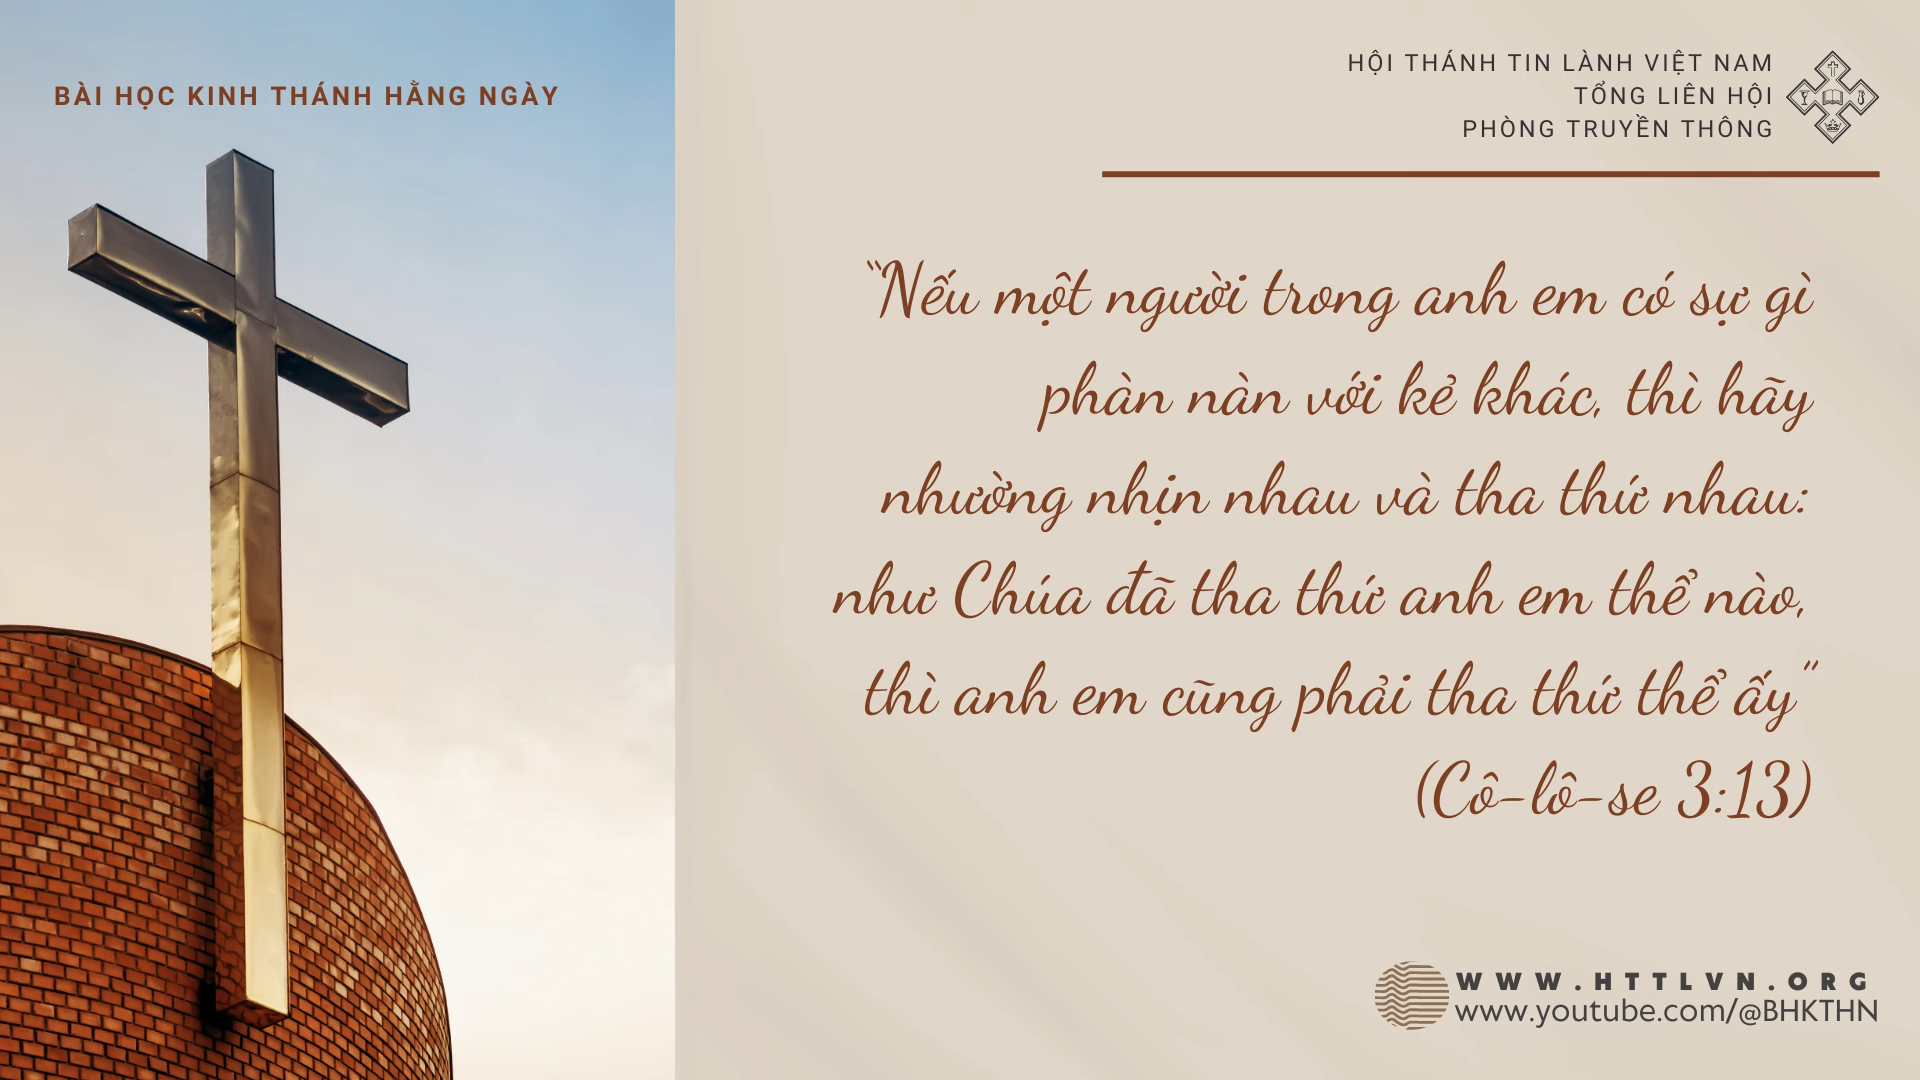 BÀI HỌC KINH THÁNH HẰNG NGÀY
HỘI THÁNH TIN LÀNH VIỆT NAM
TỔNG LIÊN HỘI
PHÒNG TRUYỀN THÔNG
“Nếu một người trong anh em có sự gì
phàn nàn với kẻ khác, thì hãy
nhường nhịn nhau và tha thứ nhau:
như Chúa đã tha thứ anh em thể nào,
thì anh em cũng phải tha thứ thể ấy”
(Cô-lô-se 3:13)
WWW.HTTLVN.ORG
www.youtube.com/@BHKTHN